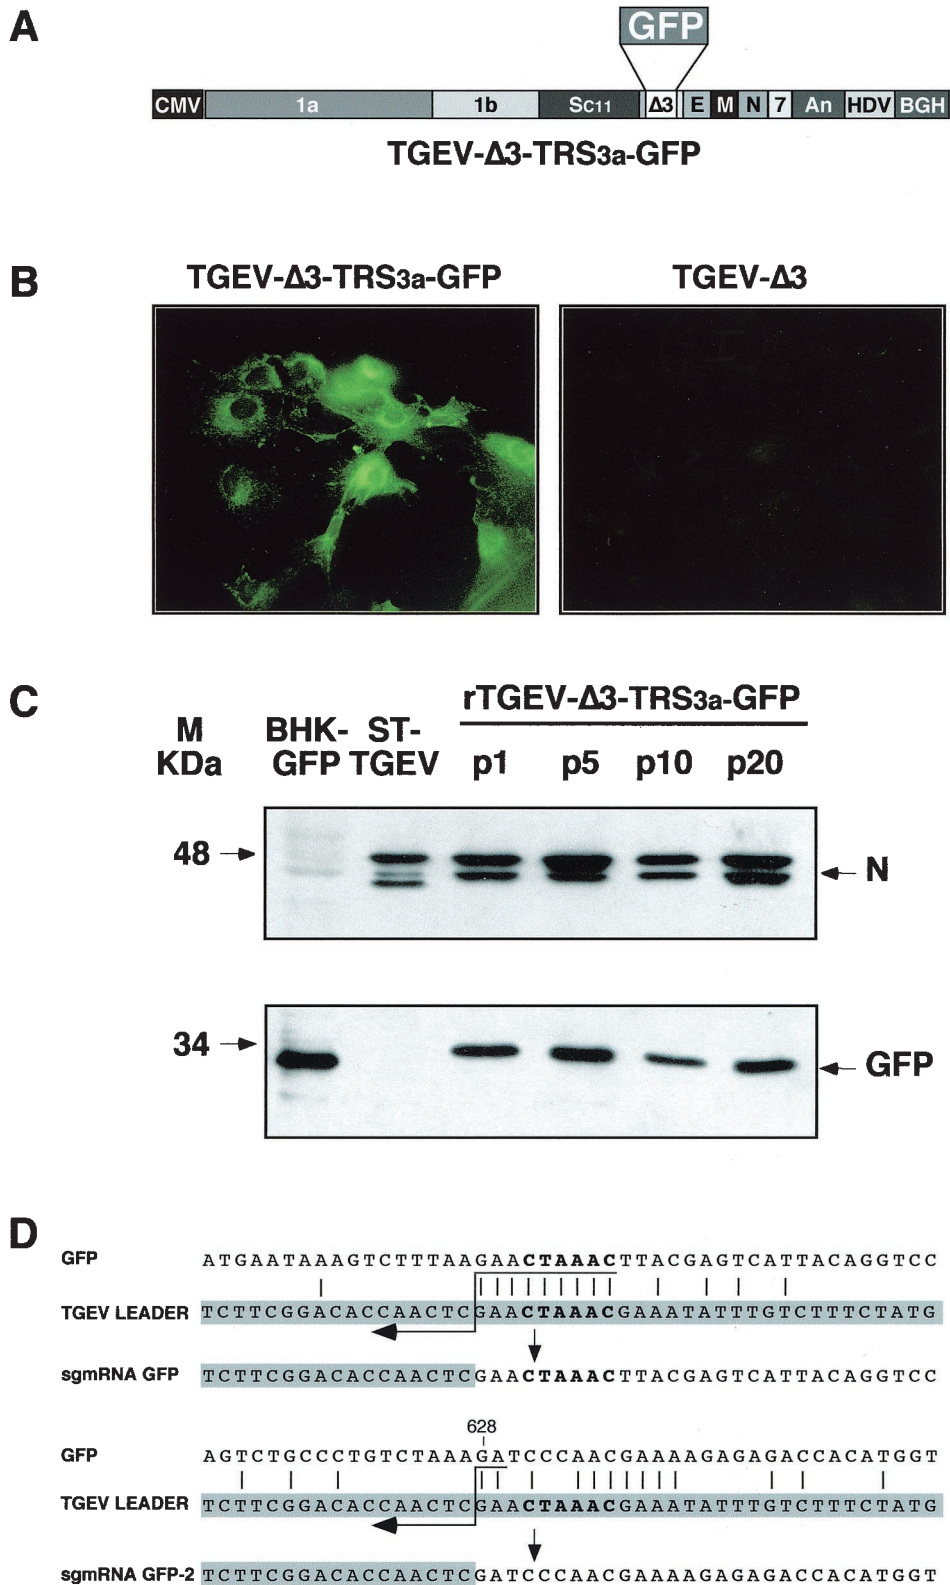 A
GFP
CMV 1a 1b Sc11 Δ3 E M N 7 An HDV BGH
TGEV-Δ3-TRS3a-GFP
B
TGEV-Δ3-TRS3a-GFP TGEV-Δ3
C
rTGEV-Δ3-TRS3a-GFP
M BHK- ST-
KDa GFP TGEV p1 p5 p10 p20
48
N
34
GFP
D
GFP ATGAATAAAGTCTTTAAGAACTAAACTTACGAGTCATTACAGGTCC
TGEV LEADER TCTTCGGACACCAACTCGAACTAAACGAAATATTTGTCTTTCTATG
sgmRNA GFP TCTTCGGACACCAACTCGAACTAAACTTACGAGTCATTACAGGTCC
628
GFP AGTCTGCCCTGTCTAAAGATCCCAACGAAAAGAGAGACCACATGGT
TGEV LEADER TCTTCGGACACCAACTCGAACTAAACGAAATATTTGTCTTTCTATG
sgmRNA GFP-2 TCTTCGGACACCAACTCGATCCCAACGAAAAGAGAGACCACATGGT